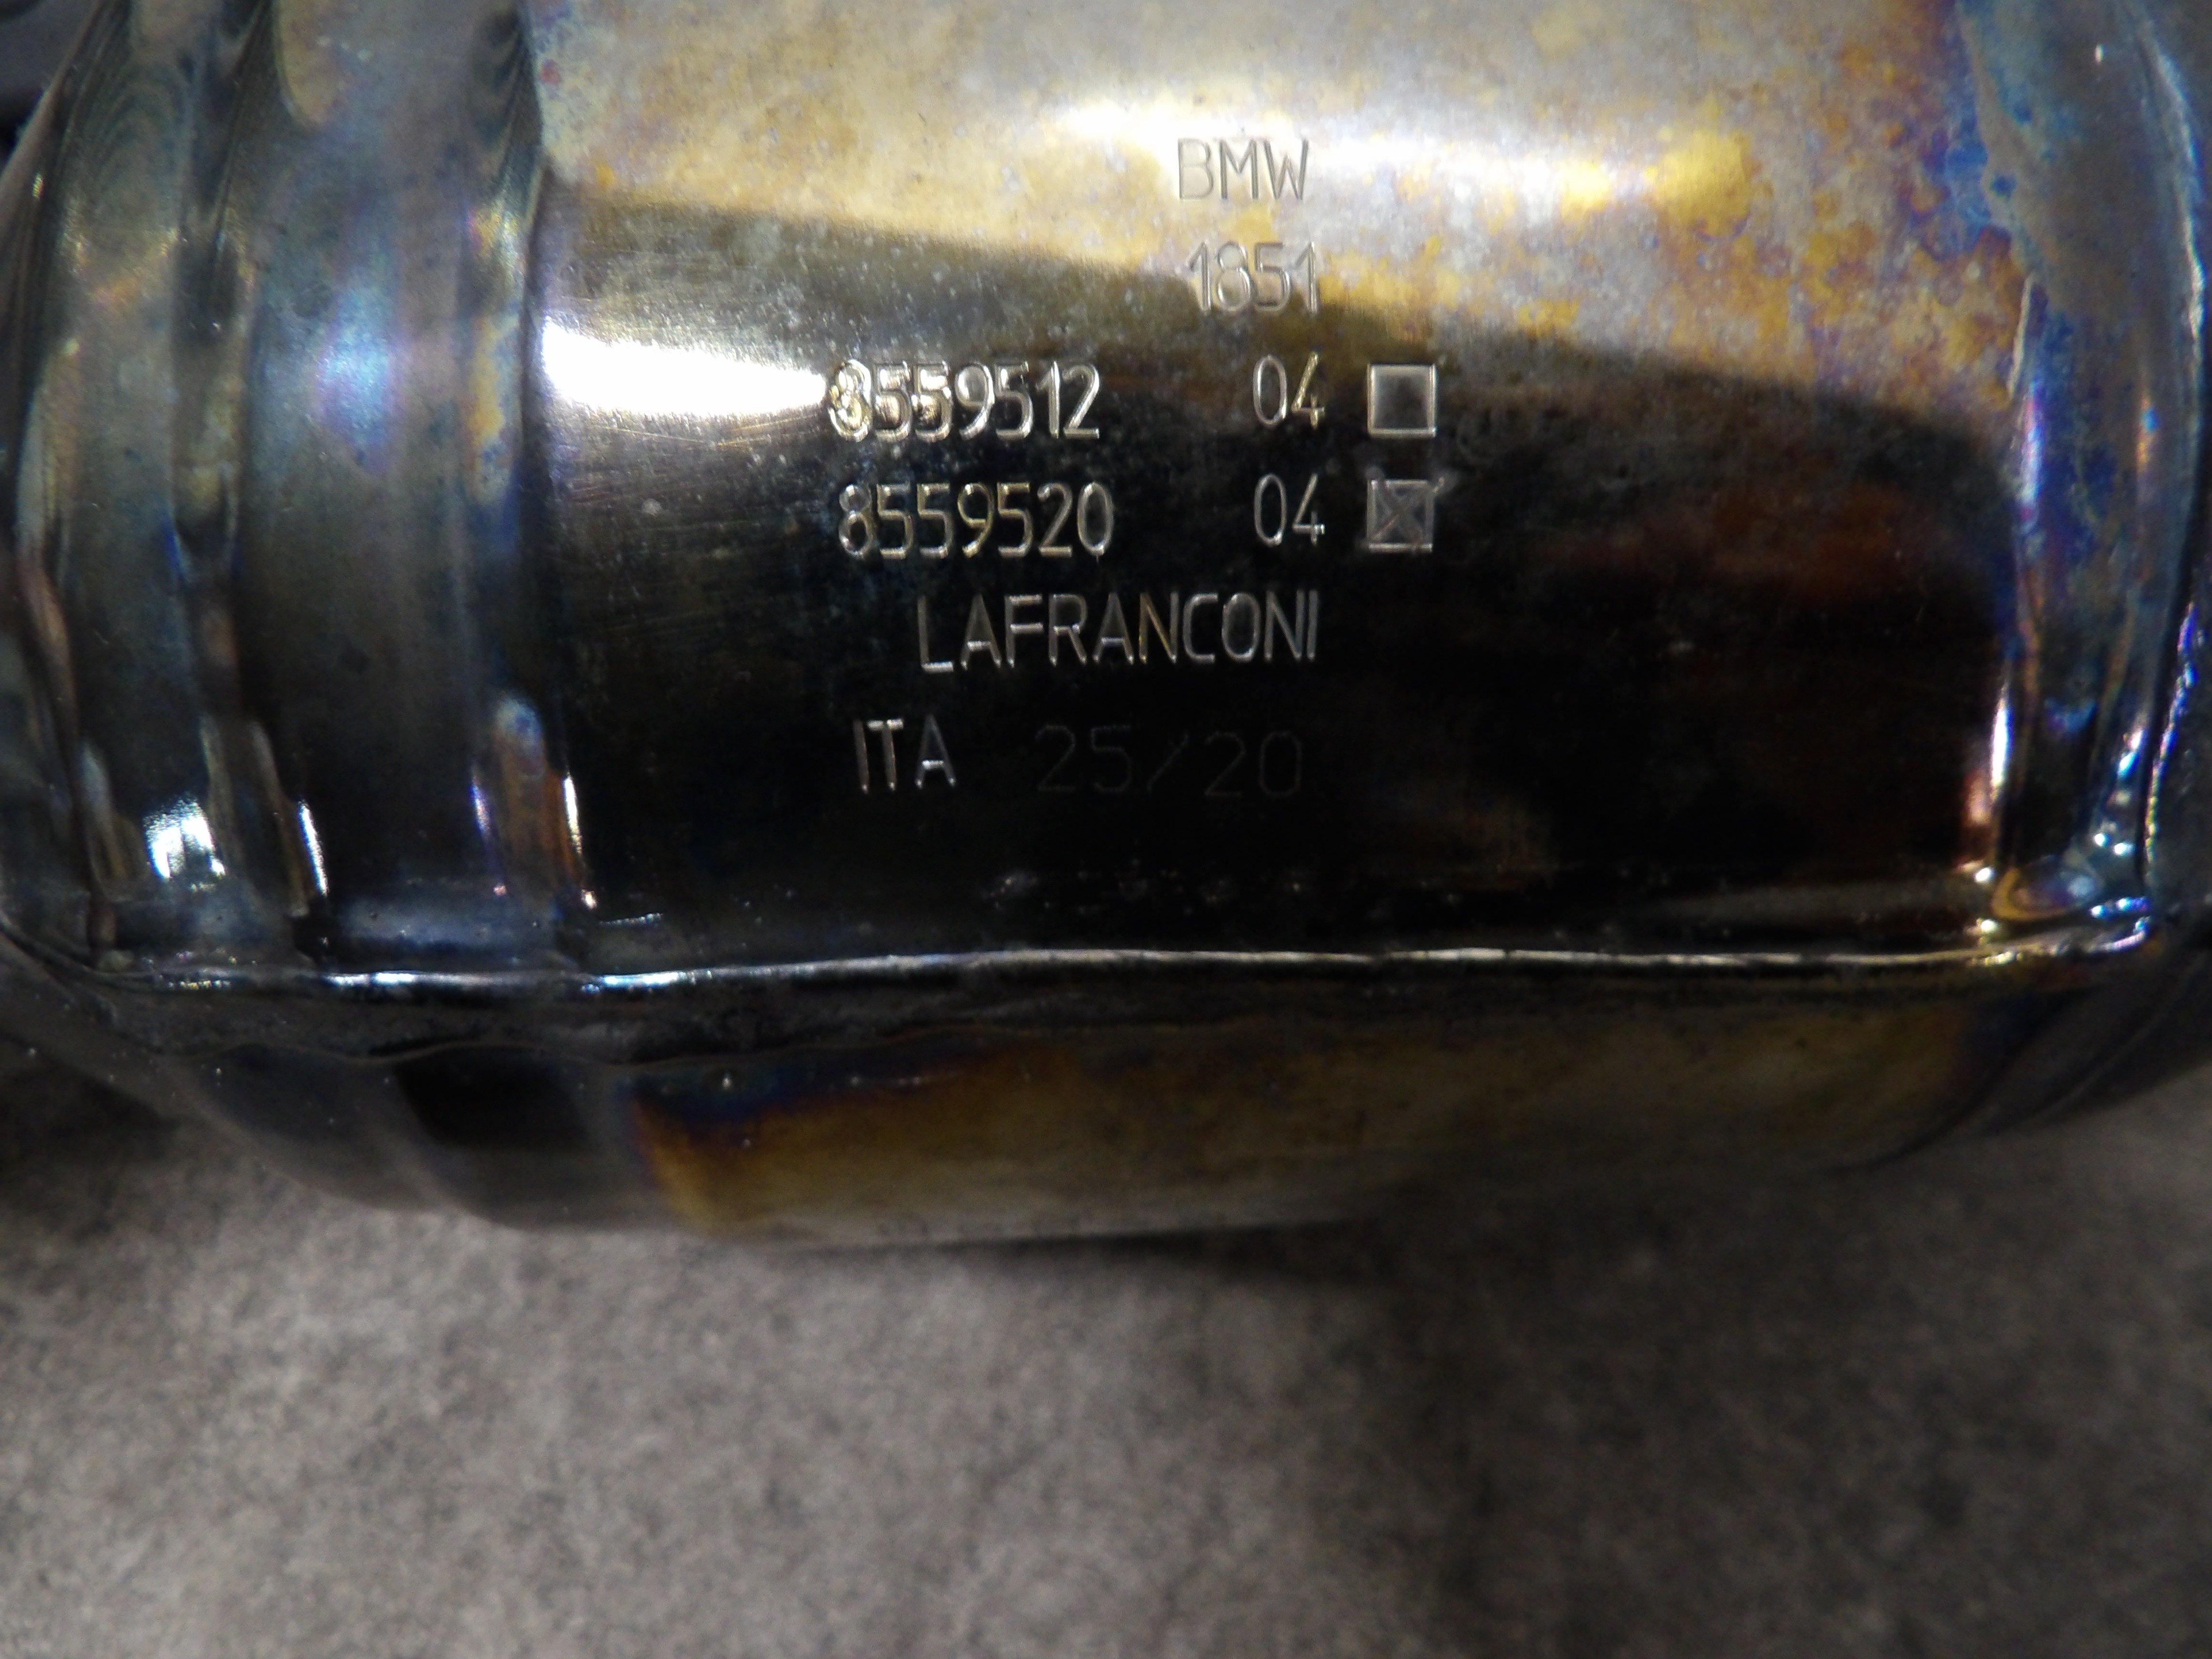 BMW
1851
8559512 04 ☐
8559520 04 ☒
LAFRANCONI
ITA 25/20